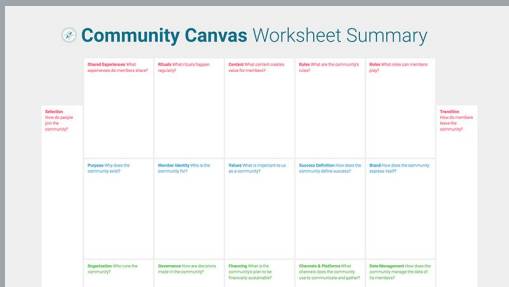 Community Canvas Worksheet Summary
Shared Experiences What
experiences do members share?
Rituals What rituals happen
regularly?
Content What content creates
value for members?
Rules What are the community's
rules?
Roles What roles can members
play?
Selection
How do people
join the
community?
Transition
How do members
leave the
community?
Purpose Why does the
community exist?
Member Identity Who is the
community for?
Values What is important to us
as a community?
Success Definition How does the
community define success?
Brand How does the community
express itself?
Organization Who runs the
community?
Governance How are decisions
made in the community?
Financing What is the
community's plan to be
financially sustainable?
Channels & Platforms What
channels does the community
use to communicate and gather?
Data Management How does the
community manage the data of
its members?